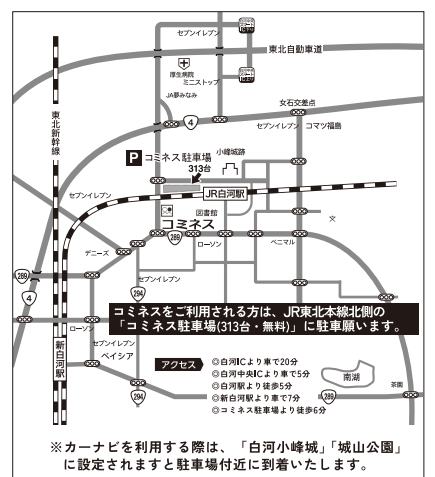 セブンイレブン
東北自動車道
厚生病院
ミニストップ
JA夢みなみ
女石交差点
4
セブンイレブン コマツ福島
東北新幹線
P コミネス駐車場
313台
小峰城跡
JR白河駅
セブンイレブン
図書館
文
コミネス
289
ローソン
ベニマル
デニーズ
289
セブンイレブン
294
4
コミネスをご利用される方は、JR東北本線北側の
「コミネス駐車場(313台・無料)」に駐車願います。
ローソン
セブンイレブン
ベイシア
新白河駅
アクセス
◎白河ICより車で20分
◎白河中央ICより車で5分
◎白河駅より徒歩5分
◎新白河駅より車で7分
◎コミネス駐車場より徒歩6分
南湖
茶園
294
289
※カーナビを利用する際は、「白河小峰城」「城山公園」
に設定されますと駐車場付近に到着いたします。